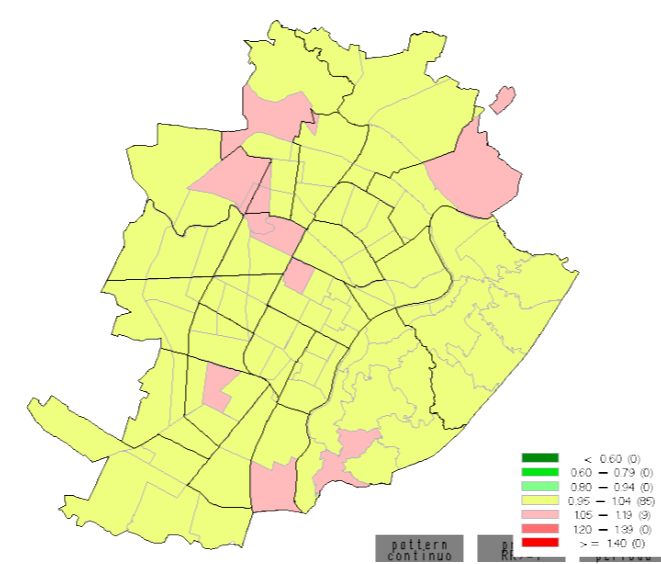 < 0.60 (0)
0.60 – 0.79 (0)
0.80 – 0.94 (0)
0.95 – 1.04 (85)
1.05 – 1.19 (9)
1.20 – 1.39 (0)
>= 1.40 (0)
pattern
continuo